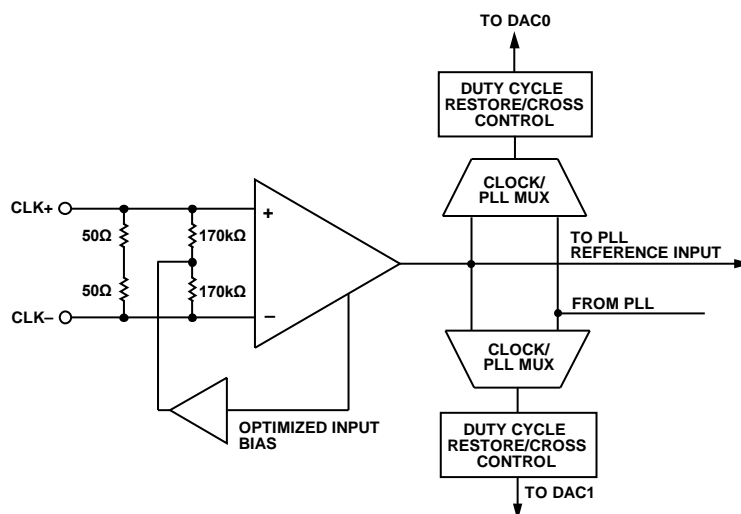 TO DAC0
DUTY CYCLE
RESTORE/CROSS
CONTROL
CLOCK/
PLL MUX
CLK+
50Ω
170kΩ
+
TO PLL
REFERENCE INPUT
50Ω
170kΩ
CLK–
–
FROM PLL
CLOCK/
PLL MUX
OPTIMIZED INPUT
BIAS
DUTY CYCLE
RESTORE/CROSS
CONTROL
TO DAC1